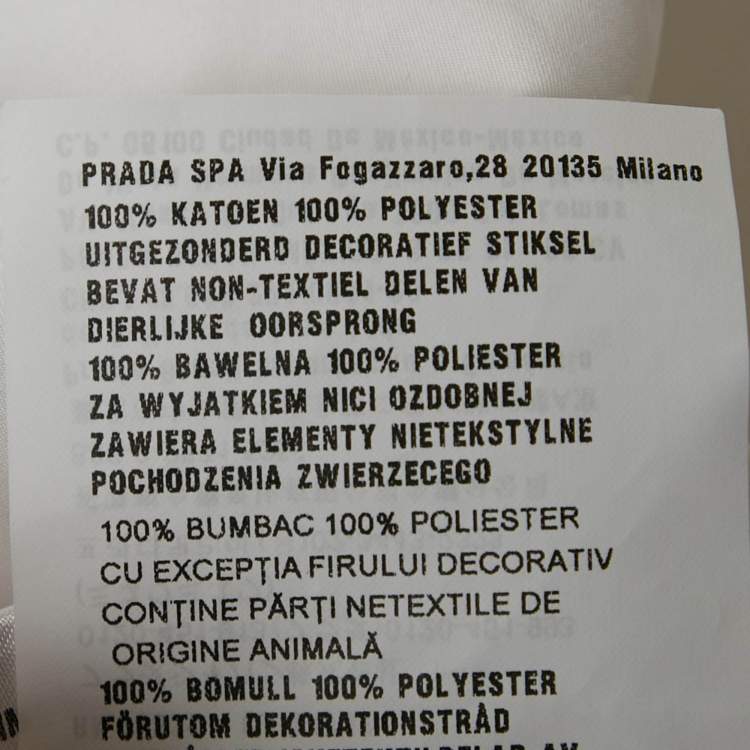 PRADA SPA Via Fogazzaro,28 20135 Milano
100% KATOEN 100% POLYESTER
UITGEZONDERD DECORATIEF STIKSEL
BEVAT NON-TEXTIEL DELEN VAN
DIERLIJKE OORSPRONG
100% BAWELNA 100% POLIESTER
ZA WYJATKIEM NICI OZDOBNEJ
ZAWIERA ELEMENTY NIETEKSTYLNE
POCHODZENIA ZWIERZECEGO
100% BUMBAC 100% POLIESTER
CU EXCEPȚIA FIRULUI DECORATIV
CONȚINE PĂRȚI NETEXTILE DE
ORIGINE ANIMALĂ
100% BOMULL 100% POLYESTER
FÖRUTOM DEKORATIONSTRÅD